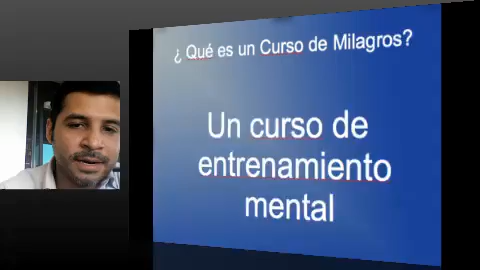 ¿ Qué es un Curso de Milagros?
Un curso de
entrenamiento
mental